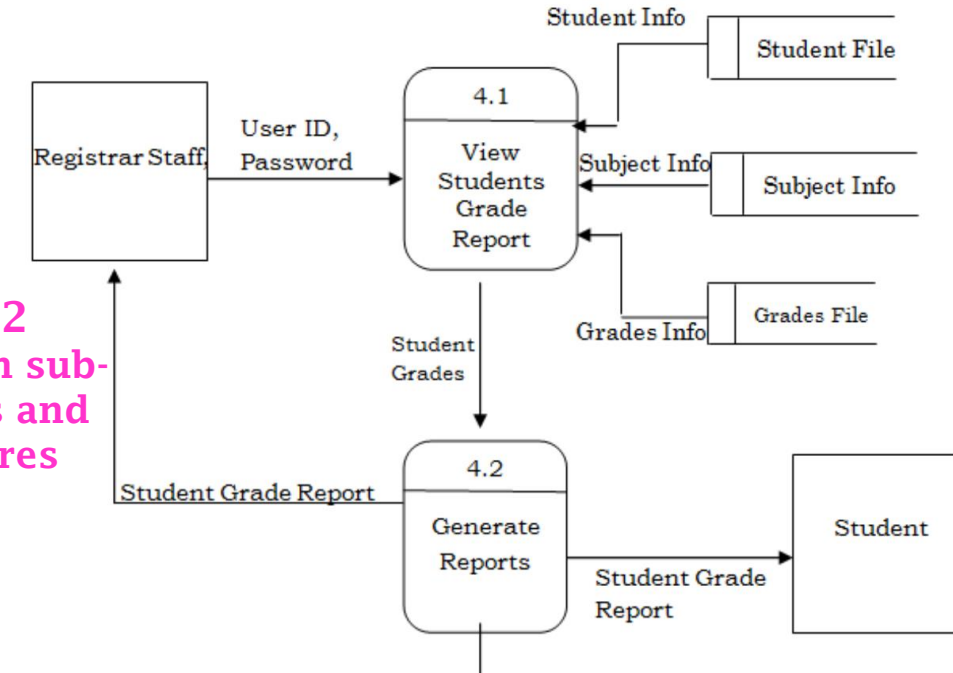 Student Info
Student File
4.1
User ID,
Password
Registrar Staff,
View
Students
Grade
Report
Subject Info
Subject Info
Grades File
Grades Info
2
n sub-
s and
res
Student
Grades
4.2
Student Grade Report
Generate
Reports
Student
Student Grade
Report